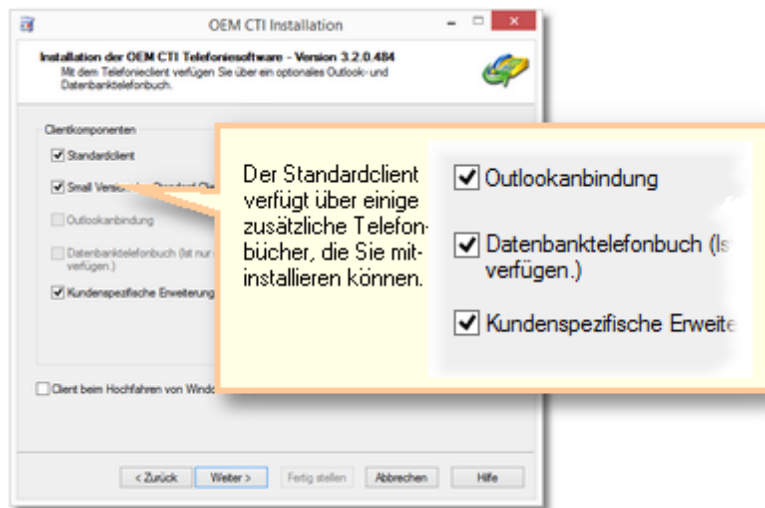 OEM CTI Installation
Installation der OEM CTI Telefoniesoftware - Version 3.2.0.484
Mit dem Telefonieclient verfügen Sie über ein optionales Outlook- und
Datenbanktelefonbuch.
Clientkomponenten
Standardclient
Small Version
Outlookanbindung
Datenbanktelefonbuch (Ist nur
verfügen.)
Kundenspezifische Erweiterung
Client beim Hochfahren von
Der Standardclient
verfügt über einige
zusätzliche Telefon-
bücher, die Sie mit-
installieren können.
Outlookanbindung
Datenbanktelefonbuch (Is
verfügen.)
Kundenspezifische Erweite
< Zurück
Weiter >
Fertig stellen
Abbrechen
Hilfe